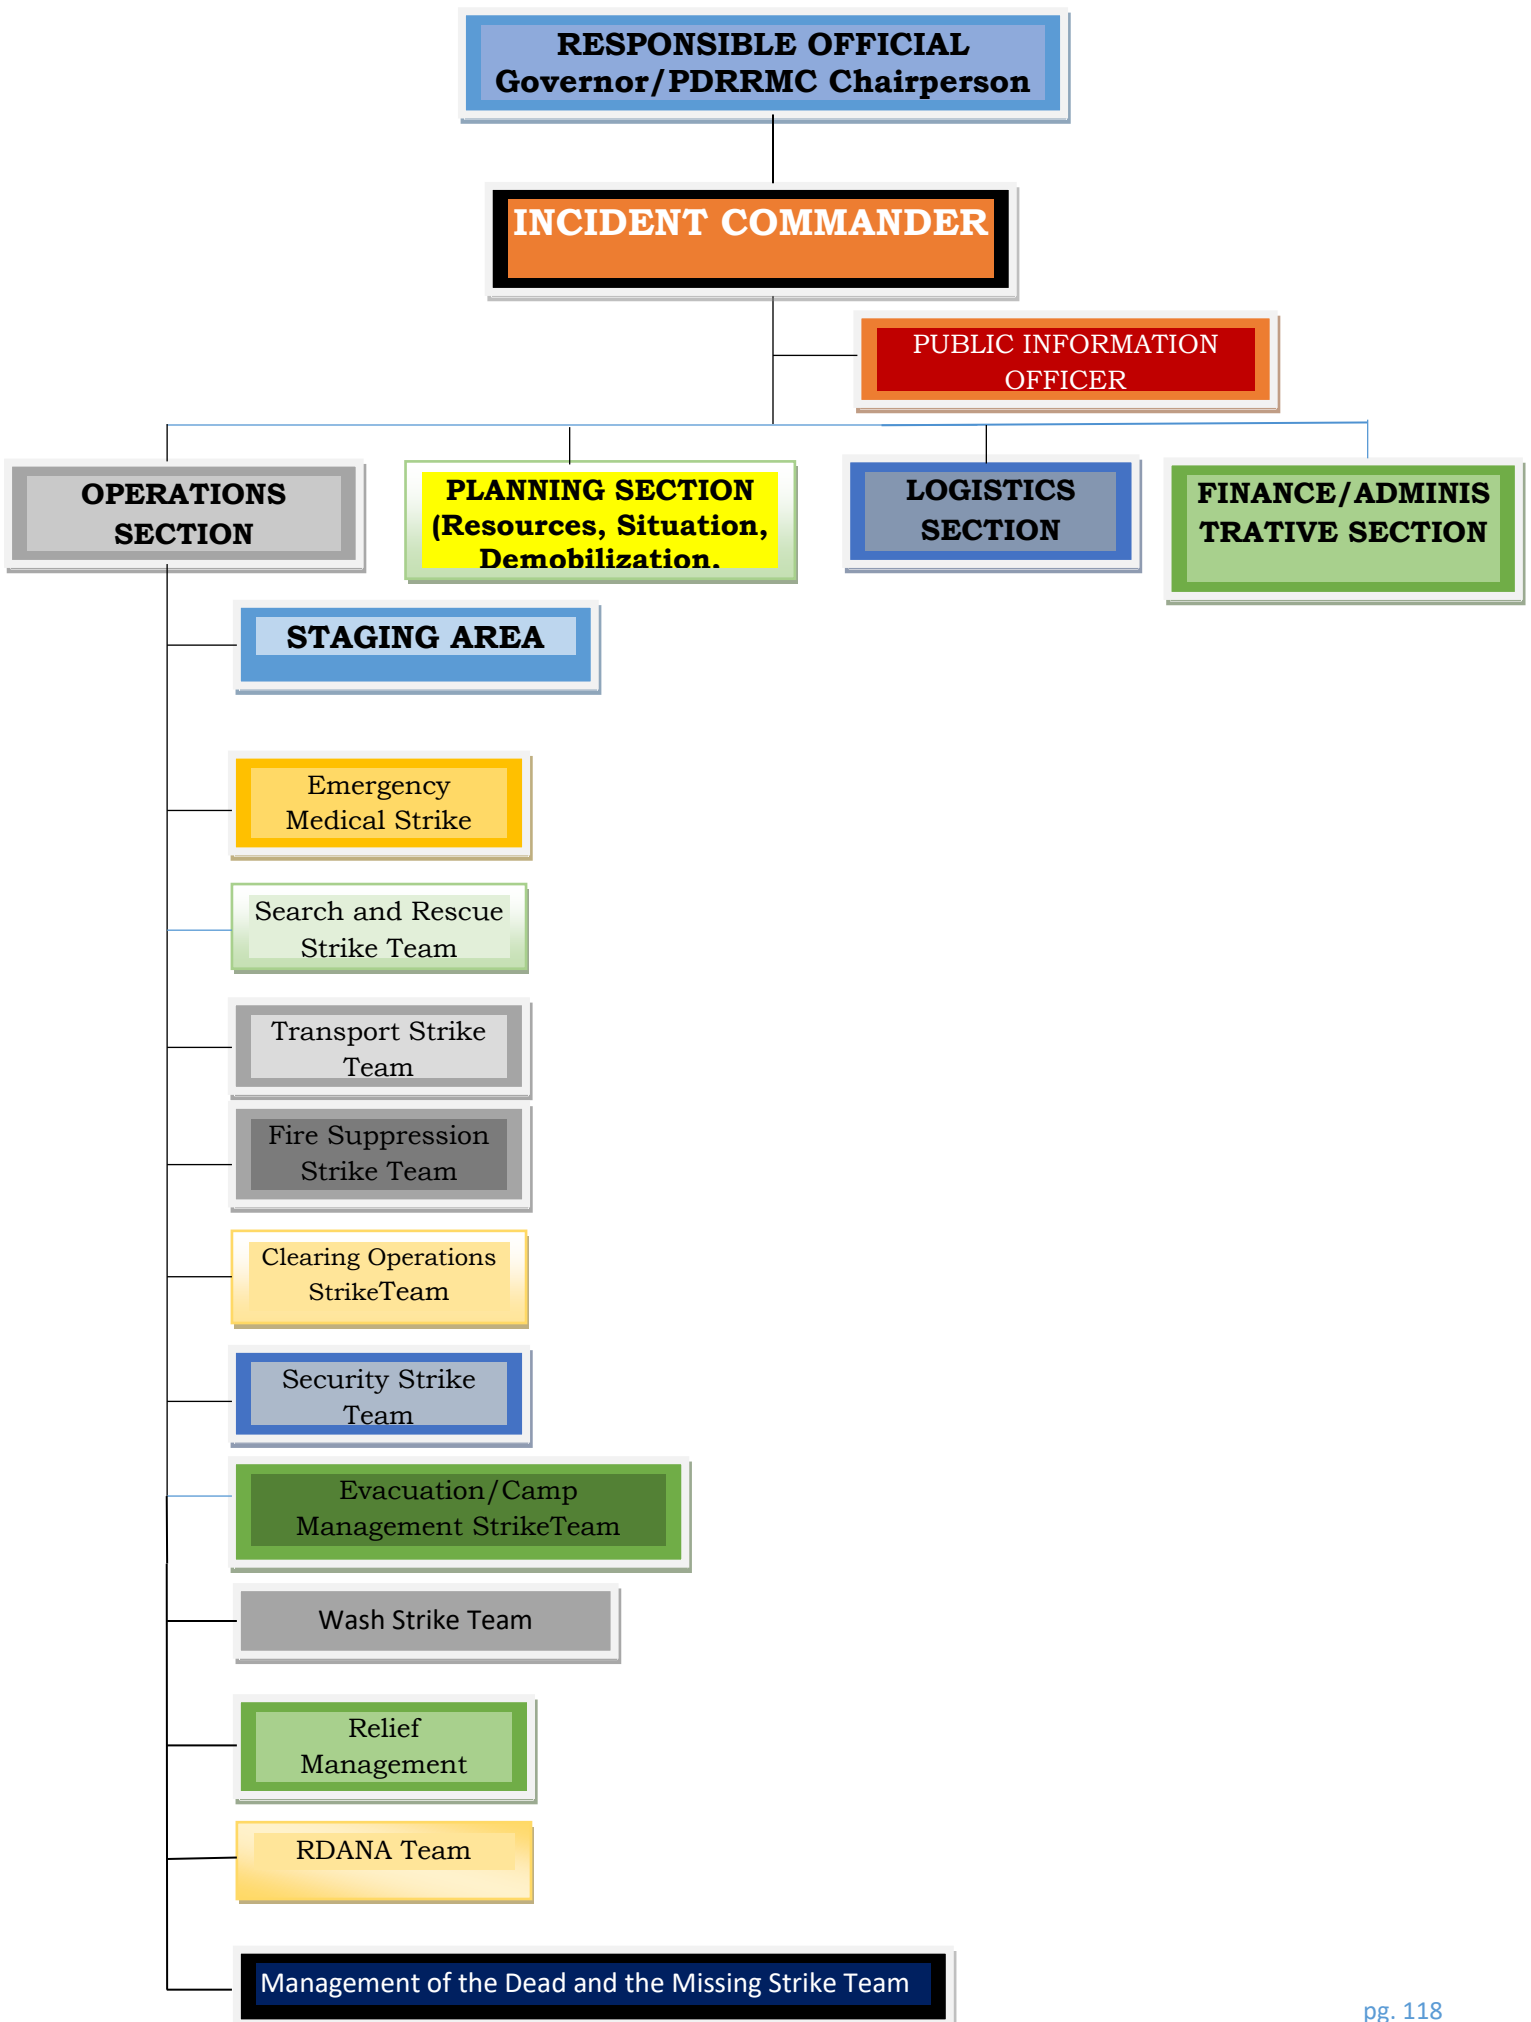 RESPONSIBLE OFFICIAL
Governor/PDRRMC Chairperson
INCIDENT COMMANDER
PUBLIC INFORMATION
OFFICER
OPERATIONS
SECTION
PLANNING SECTION
(Resources, Situation,
Demobilization,
LOGISTICS
SECTION
FINANCE/ADMINIS
TRATIVE SECTION
STAGING AREA
Emergency
Medical Strike
Search and Rescue
Strike Team
Transport Strike
Team
Fire Suppression
Strike Team
Clearing Operations
StrikeTeam
Security Strike
Team
Evacuation/Camp
Management StrikeTeam
Wash Strike Team
Relief
Management
RDANA Team
Management of the Dead and the Missing Strike Team
pg. 118